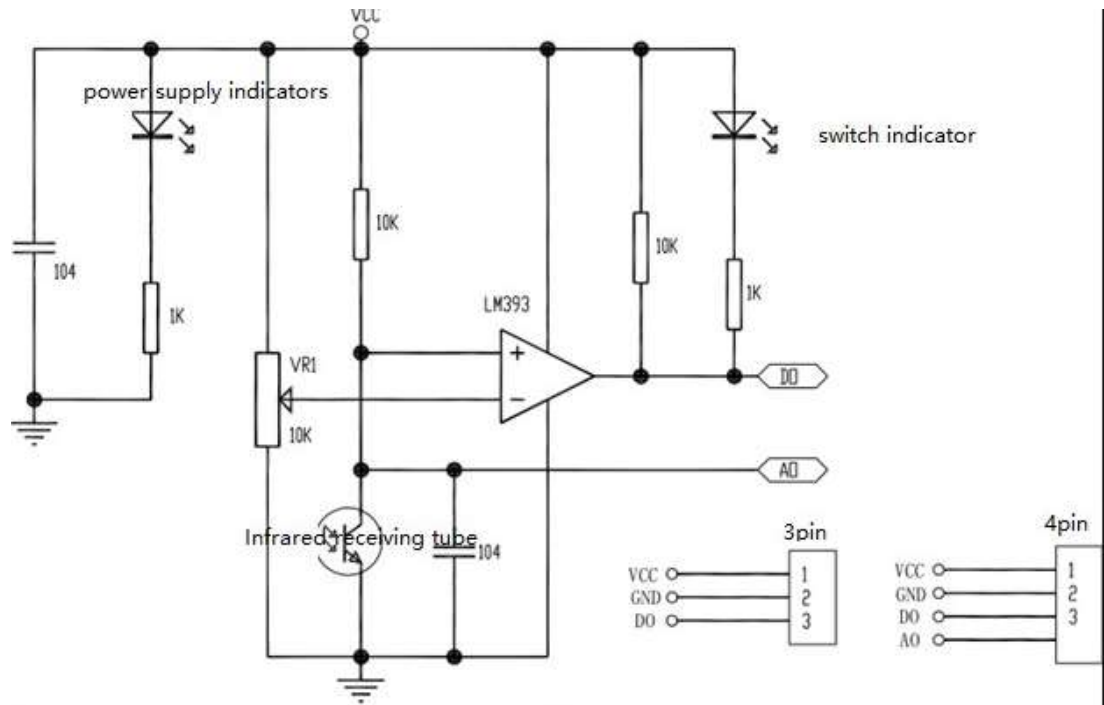 VCC
power supply indicators
switch indicator
10K
10K
104
1K
1K
LM393
VR1
+
−
10K
DO
AO
Infrared receiving tube
104
3pin
VCC
GND
DO
1
2
3
4pin
VCC
GND
DO
AO
1
2
3